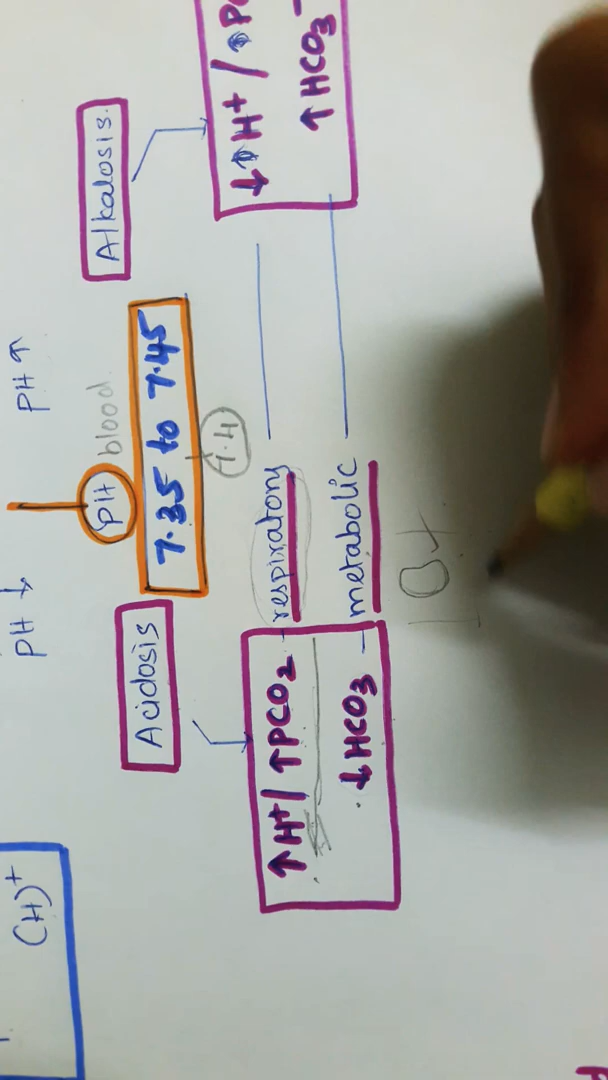 PH ↓
PH ↑
PH blood
7.35 to 7.45
7.4
Acidosis
Alkalosis
↑H+/↑PCO2
respiratory
↓HCO3
metabolic
↑HCO3-
(H)+